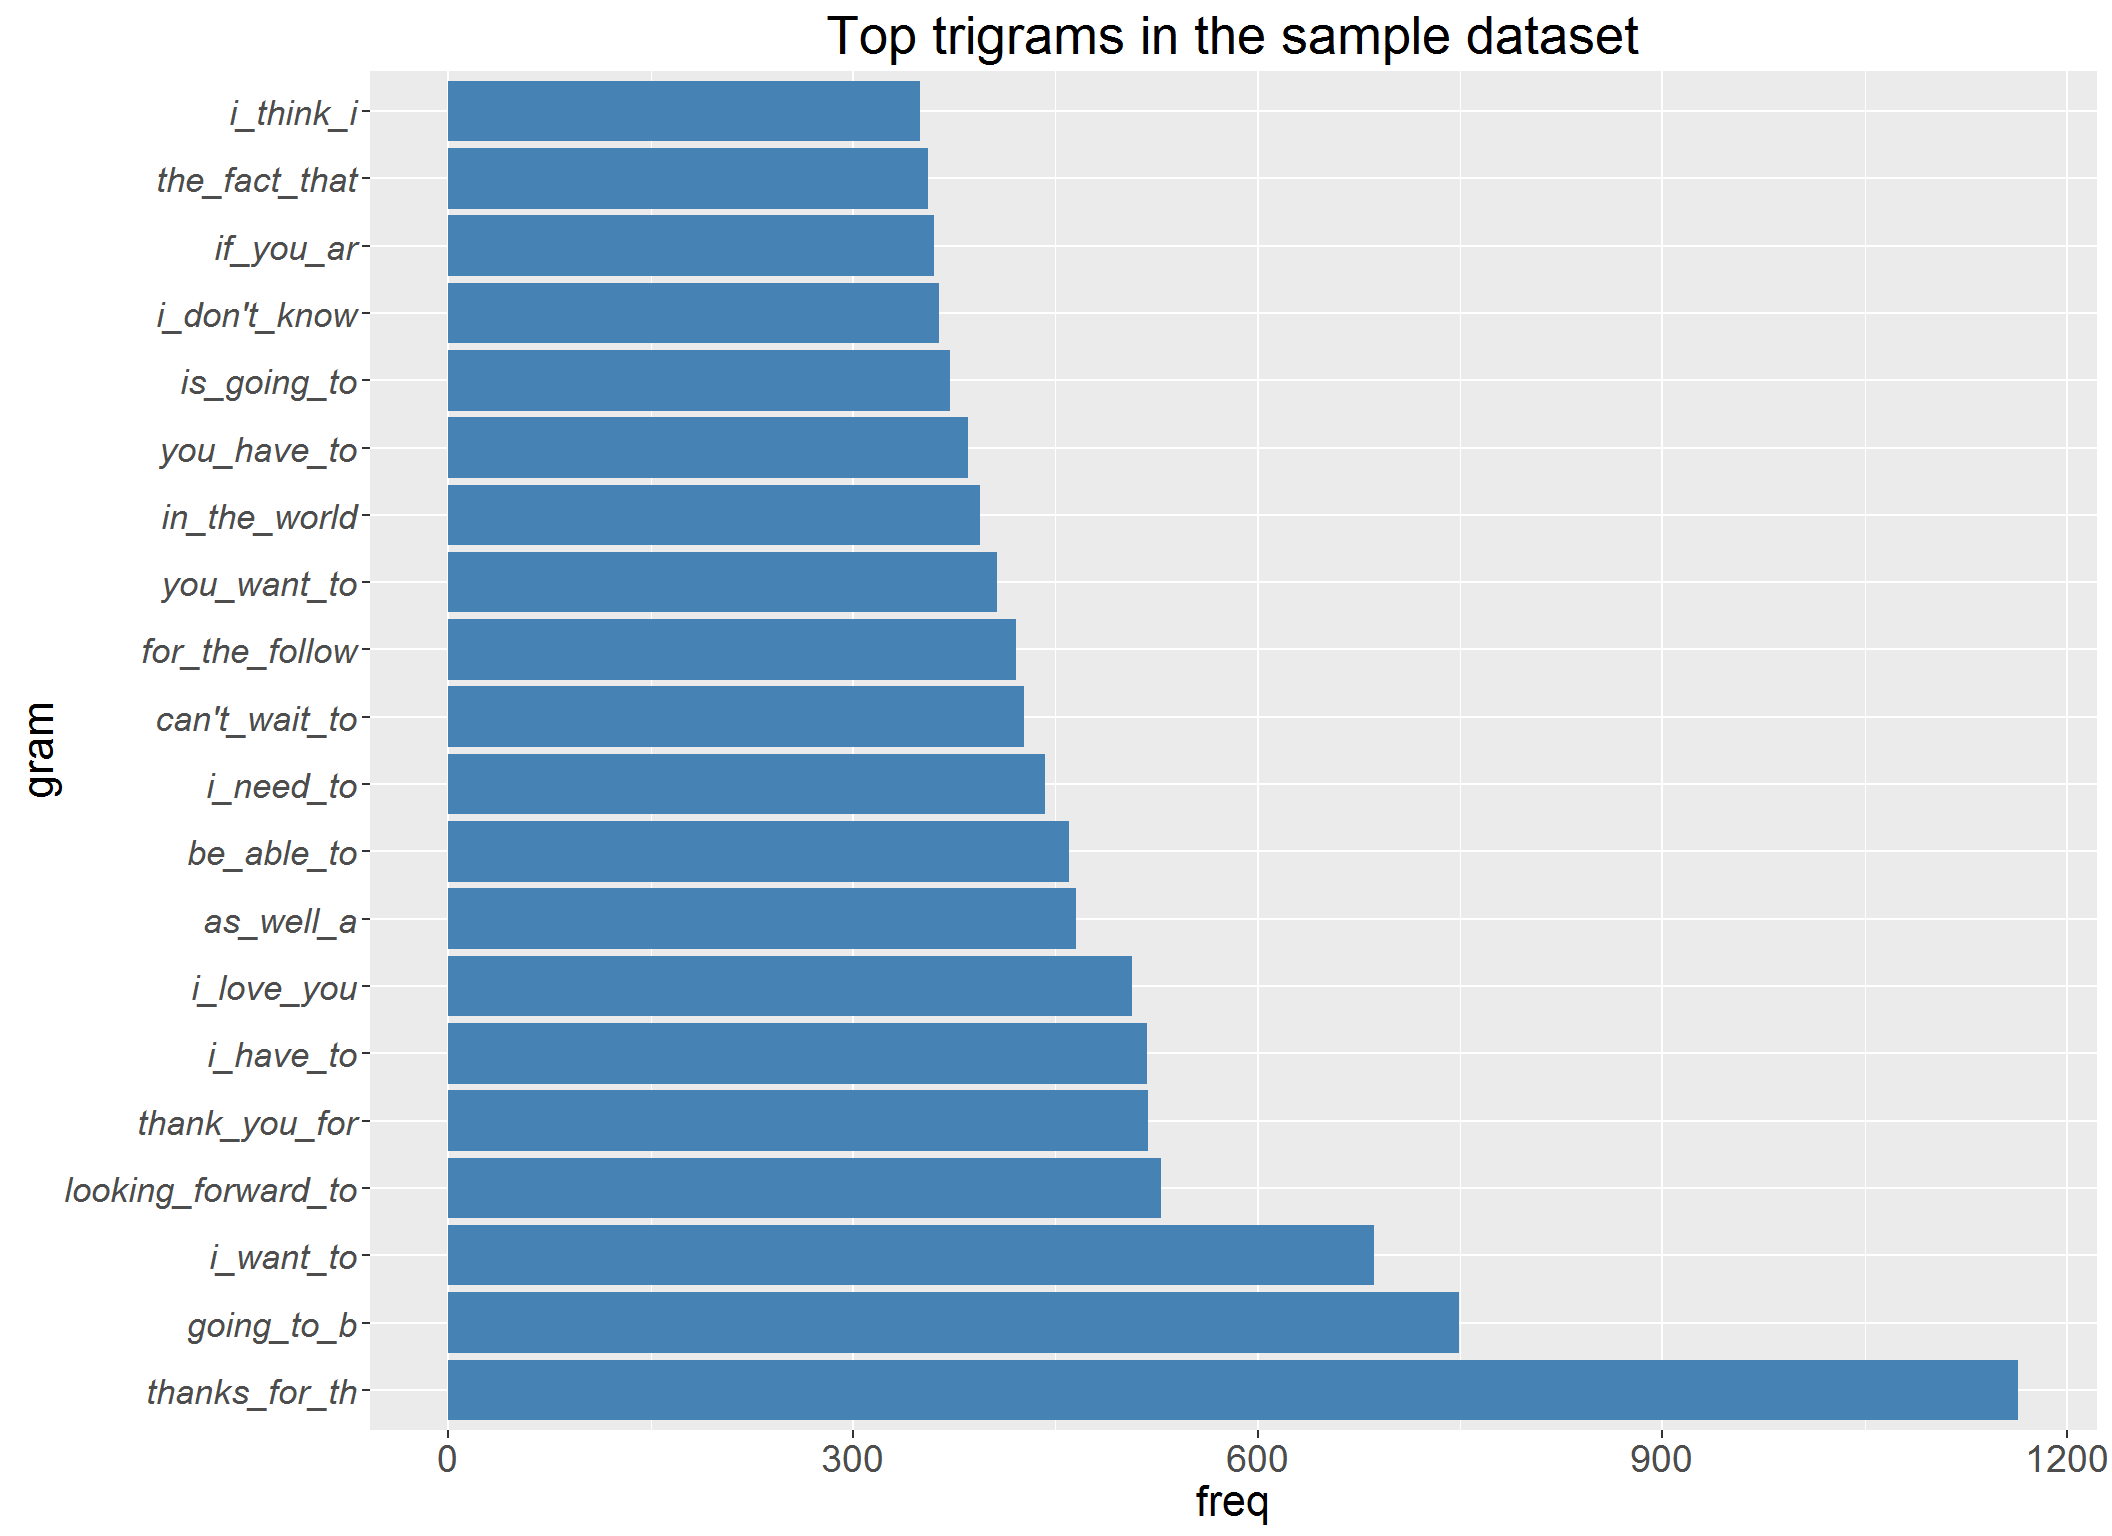 Top trigrams in the sample dataset
gram
i_think_i
the_fact_that
if_you_ar
i_don't_know
is_going_to
you_have_to
in_the_world
you_want_to
for_the_follow
can't_wait_to
i_need_to
be_able_to
as_well_a
i_love_you
i_have_to
thank_you_for
looking_forward_to
i_want_to
going_to_b
thanks_for_th
0 300 600 900 1200
freq